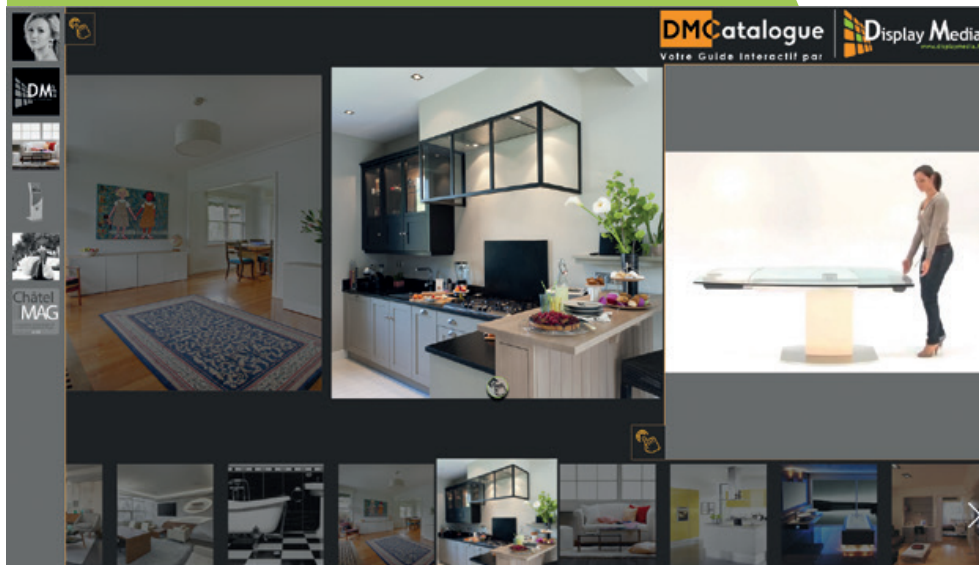 DMCatalogue
Votre Guide Interactif par
Display Media
DM
Châtel
MAG